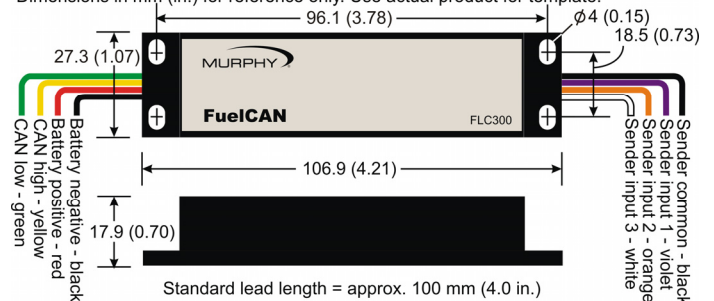 Dimensions in mm (in.) for reference only. Use actual product for template.
96.1 (3.78)
ϕ4 (0.15)
18.5 (0.73)
27.3 (1.07)
MURPHY
FuelCAN
FLC300
CAN low - green
CAN high - yellow
Battery positive - red
Battery negative - black
Sender input 3 - white
Sender input 2 - orange
Sender input 1 - violet
Sender common - black
106.9 (4.21)
17.9 (0.70)
Standard lead length = approx. 100 mm (4.0 in.)